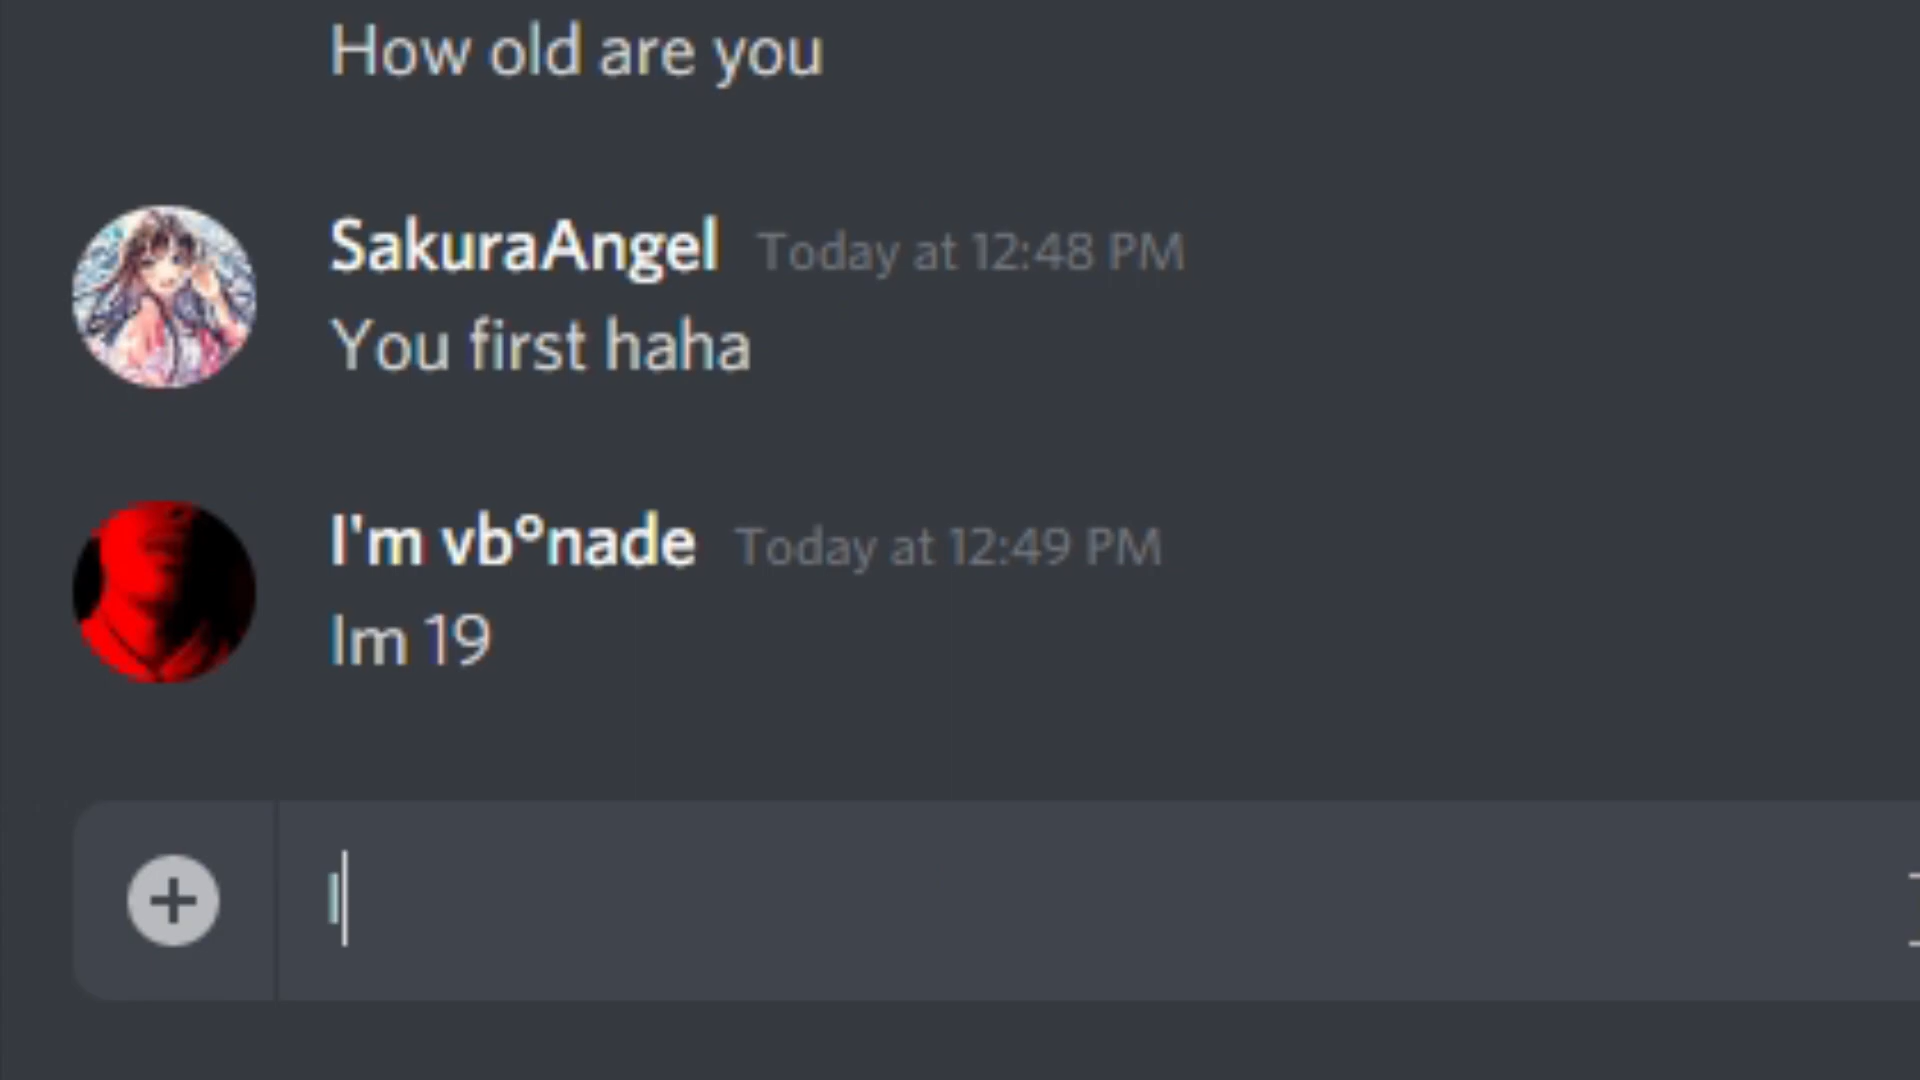 How old are you
SakuraAngel Today at 12:48 PM
You first haha
I'm vb°nade Today at 12:49 PM
Im 19
I